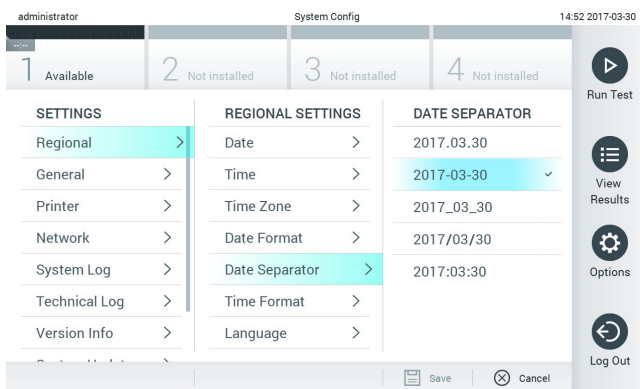 administrator System Config 14:52 2017-03-30
--:--
1 Available 2 Not installed 3 Not installed 4 Not installed
Run Test
SETTINGS REGIONAL SETTINGS DATE SEPARATOR
Regional Date 2017.03.30
General Time 2017-03-30
View
Printer Time Zone 2017_03_30
Results
Network Date Format 2017/03/30
System Log Date Separator 2017:03:30
Options
Technical Log Time Format
Version Info Language
Log Out
Save Cancel